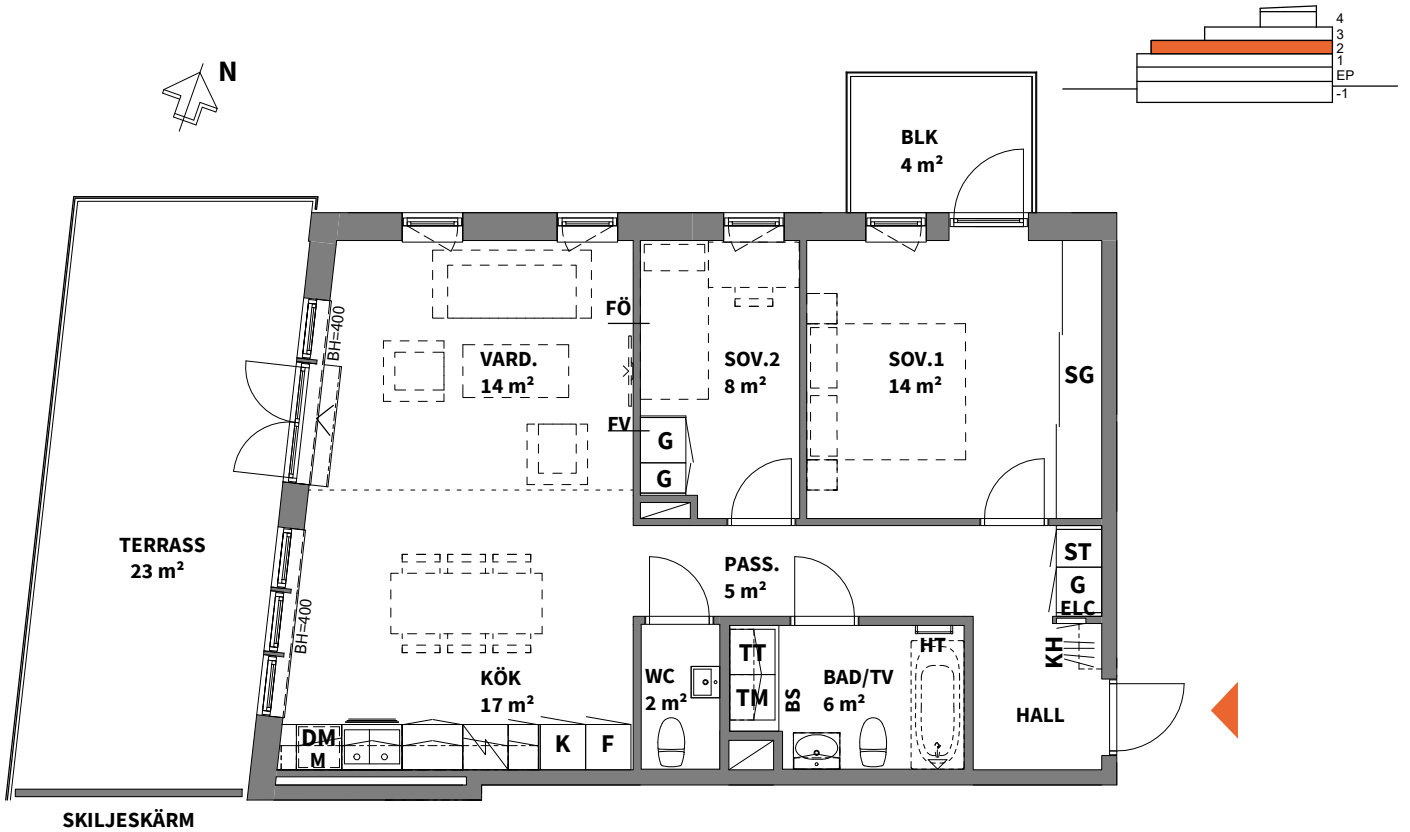 4
3
2
1
EP
-1
N
BLK
4 m²
BH=400
FÖ
VARD.
14 m²
SOV.2
8 m²
SOV.1
14 m²
SG
FV
G
G
TERRASS
23 m²
PASS.
5 m²
ST
G
ELC
BH=400
KH
HT
TT
TM
BS
WC
2 m²
BAD/TV
6 m²
KÖK
17 m²
HALL
DM
M
K
F
SKILJESKÄRM